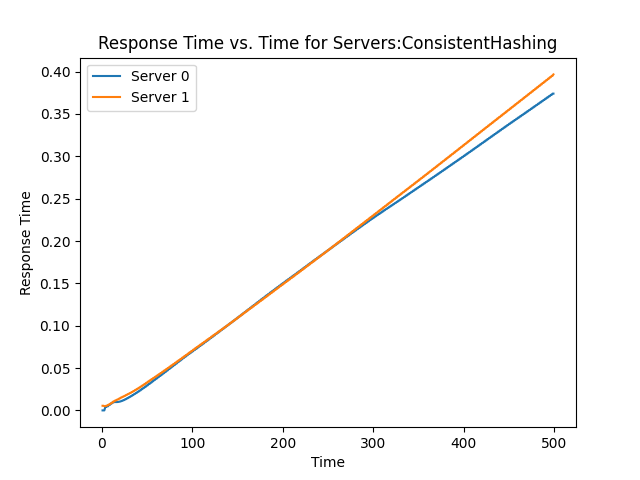 Response Time vs. Time for Servers:ConsistentHashing
Server 0
Server 1
Response Time
0.40
0.35
0.30
0.25
0.20
0.15
0.10
0.05
0.00
0 100 200 300 400 500
Time